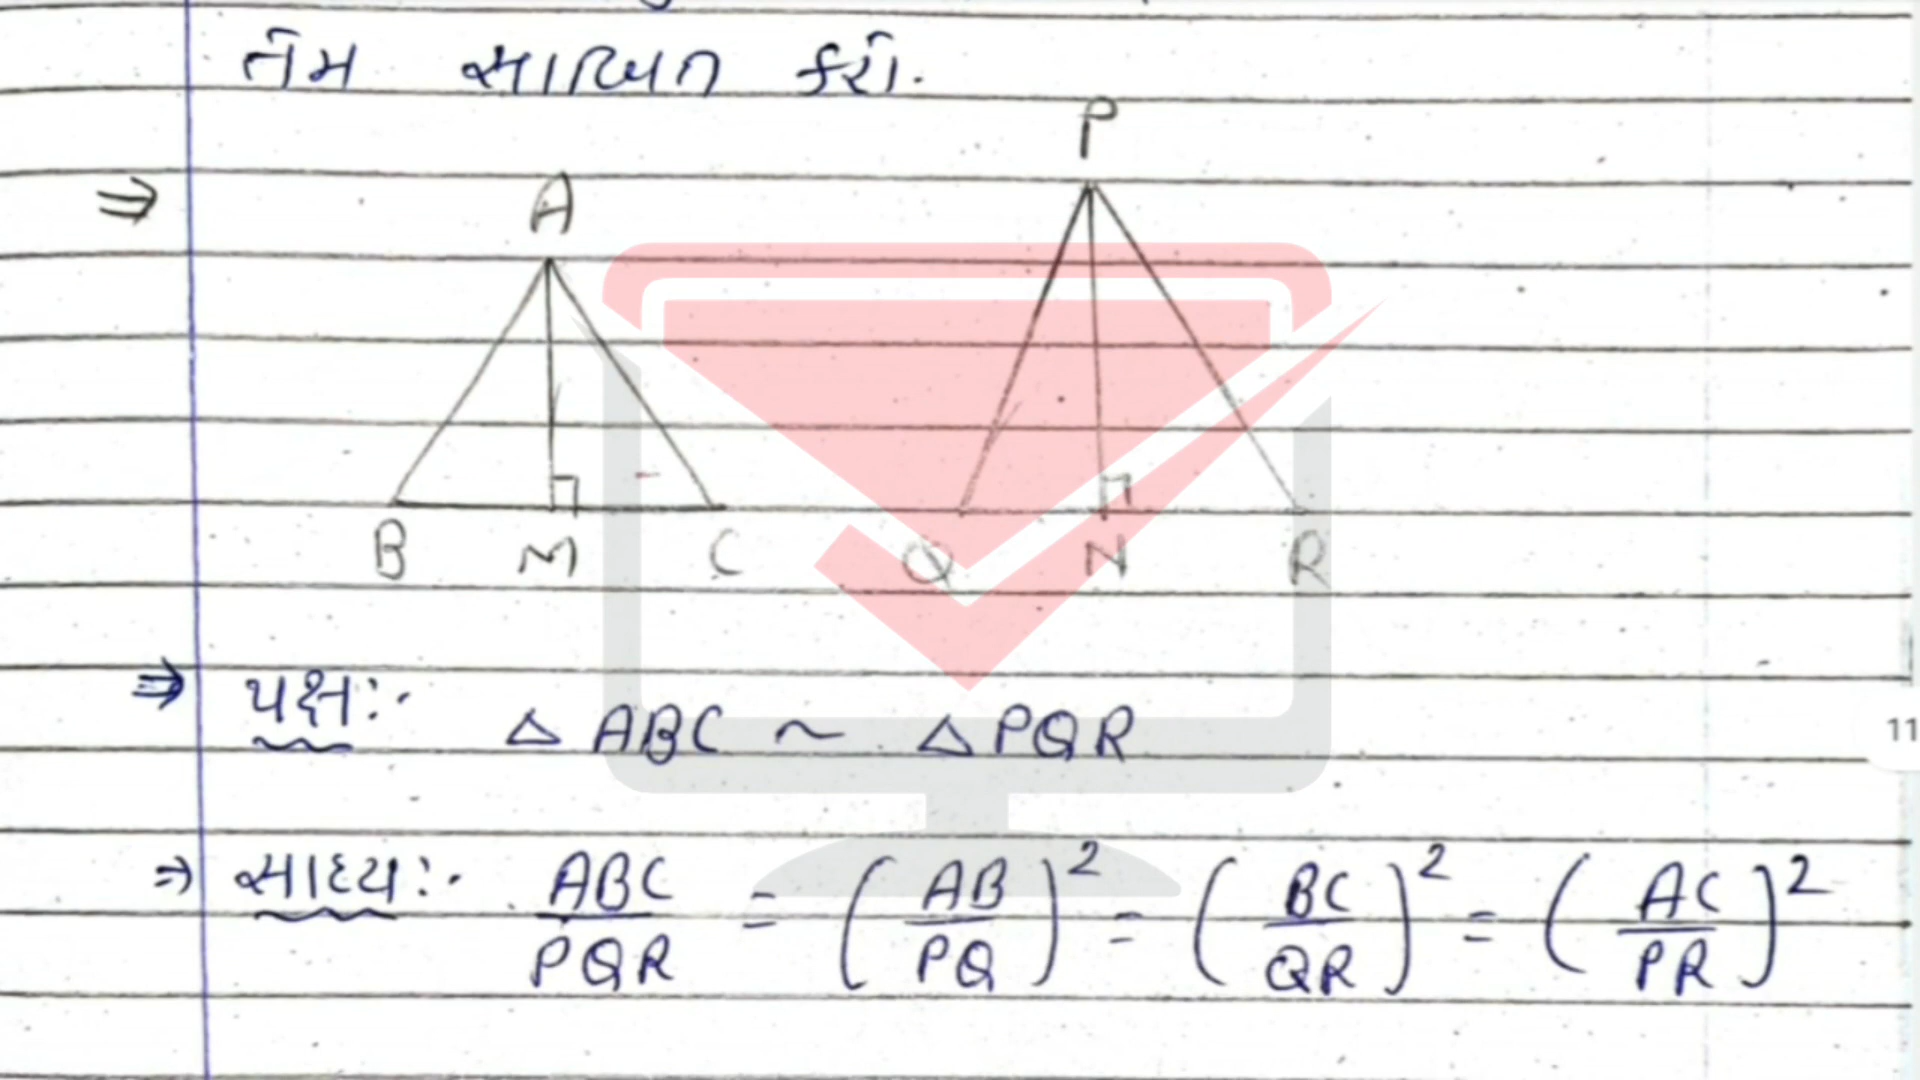 તેમ સાબિત કરો.
⇒
A
P
B M C Q N R
⇒ પક્ષ:- △ ABC ~ △ PQR
11
⇒ સાધ્ય:- ABC/PQR = (AB/PQ)² = (BC/QR)² = (AC/PR)²